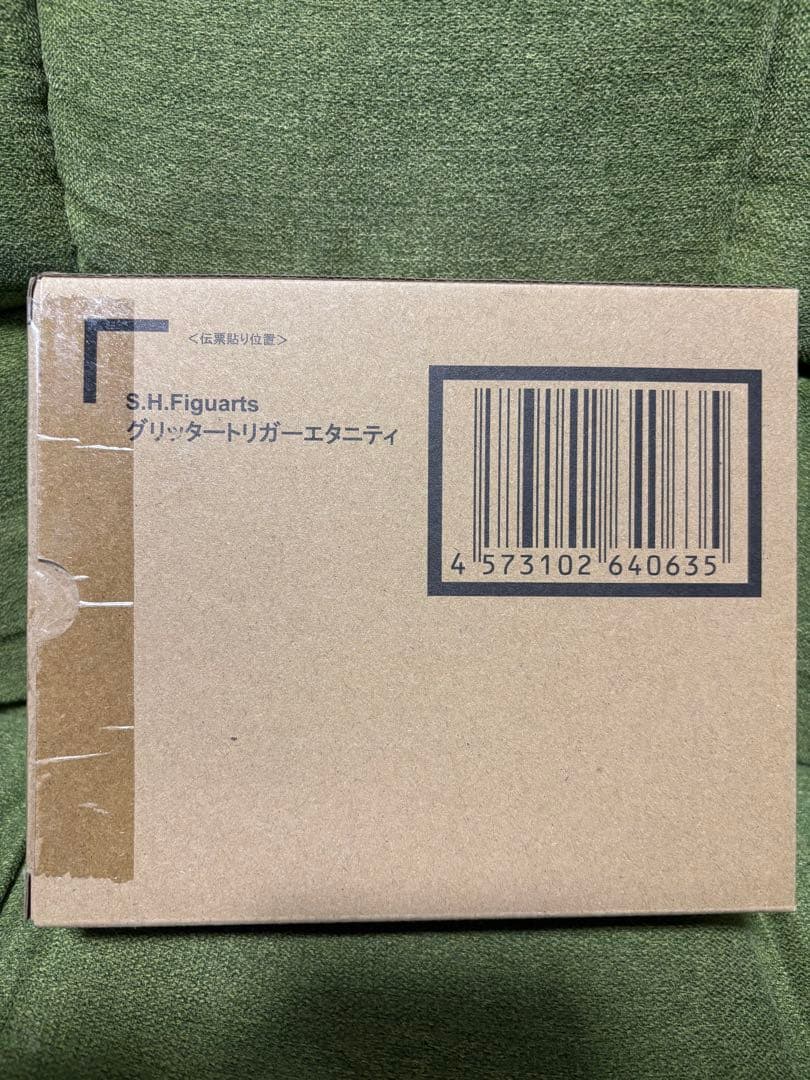 <伝票貼り位置>
S.H.Figuarts
グリッタートリガーエタニティ
4 573102 640635